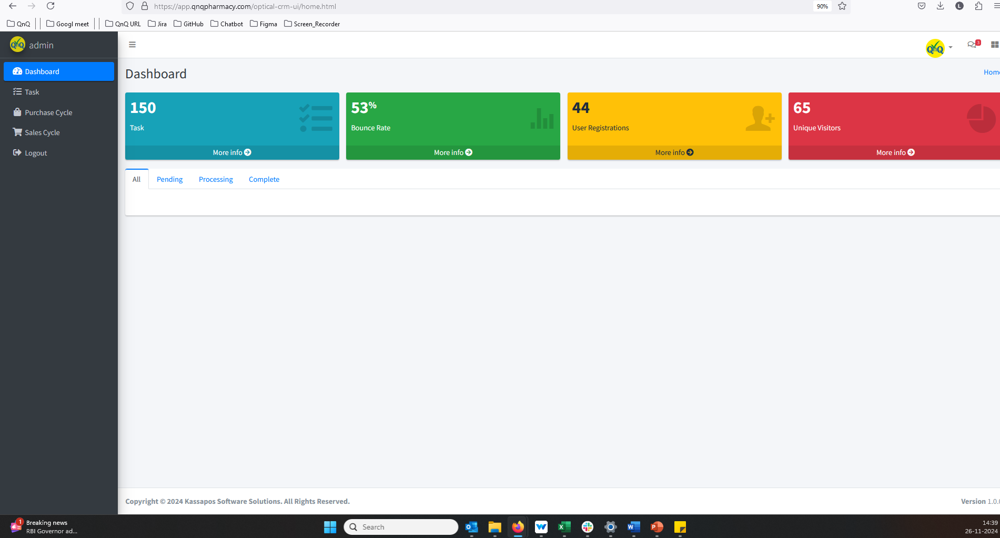 https://app.qnqpharmacy.com/optical-crm-ui/home.html
90%
L
QnQ
Googl meet
QnQ URL
Jira
GitHub
Chatbot
Figma
Screen_Recorder
QnQ
admin
QnQ
3
Dashboard
Task
Purchase Cycle
Sales Cycle
Logout
Dashboard
Home
150
Task
More info
53%
Bounce Rate
More info
44
User Registrations
More info
65
Unique Visitors
More info
All
Pending
Processing
Complete
Copyright © 2024 Kassapos Software Solutions. All Rights Reserved.
Version 1.0.0
1
Breaking news
RBI Governor ad...
Search
14:39
26-11-2024